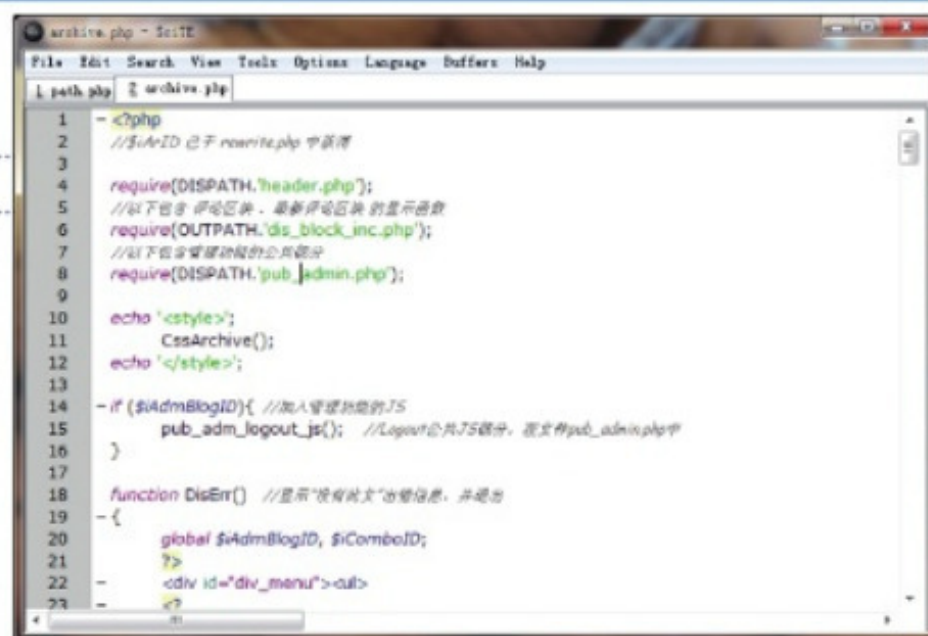 archive.php - SciTE
File Edit Search View Tools Options Language Buffers Help
1 path.php 2 archive.php
1 <?php
2 //$iArID 已于 rewrite.php 中获得
3
4 require(DISPATH.'header.php');
5 //以下包含 评论区块、最新评论区块 的显示函数
6 require(OUTPATH.'dis_block_inc.php');
7 //以下包含管理功能的公共部分
8 require(DISPATH.'pub_admin.php');
9
10 echo '<style>';
11 CssArchive();
12 echo '</style>';
13
14 if ($iAdmBlogID){ //加入管理功能的JS
15 pub_adm_logout_js(); //Logout公共JS部分，在文件pub_admin.php中
16 }
17
18 function DisErr() //显示"没有此文"出错信息，并退出
19 {
20 global $iAdmBlogID, $iComboID;
21 ?>
22 <div id="div_menu"><ul>
23 <?